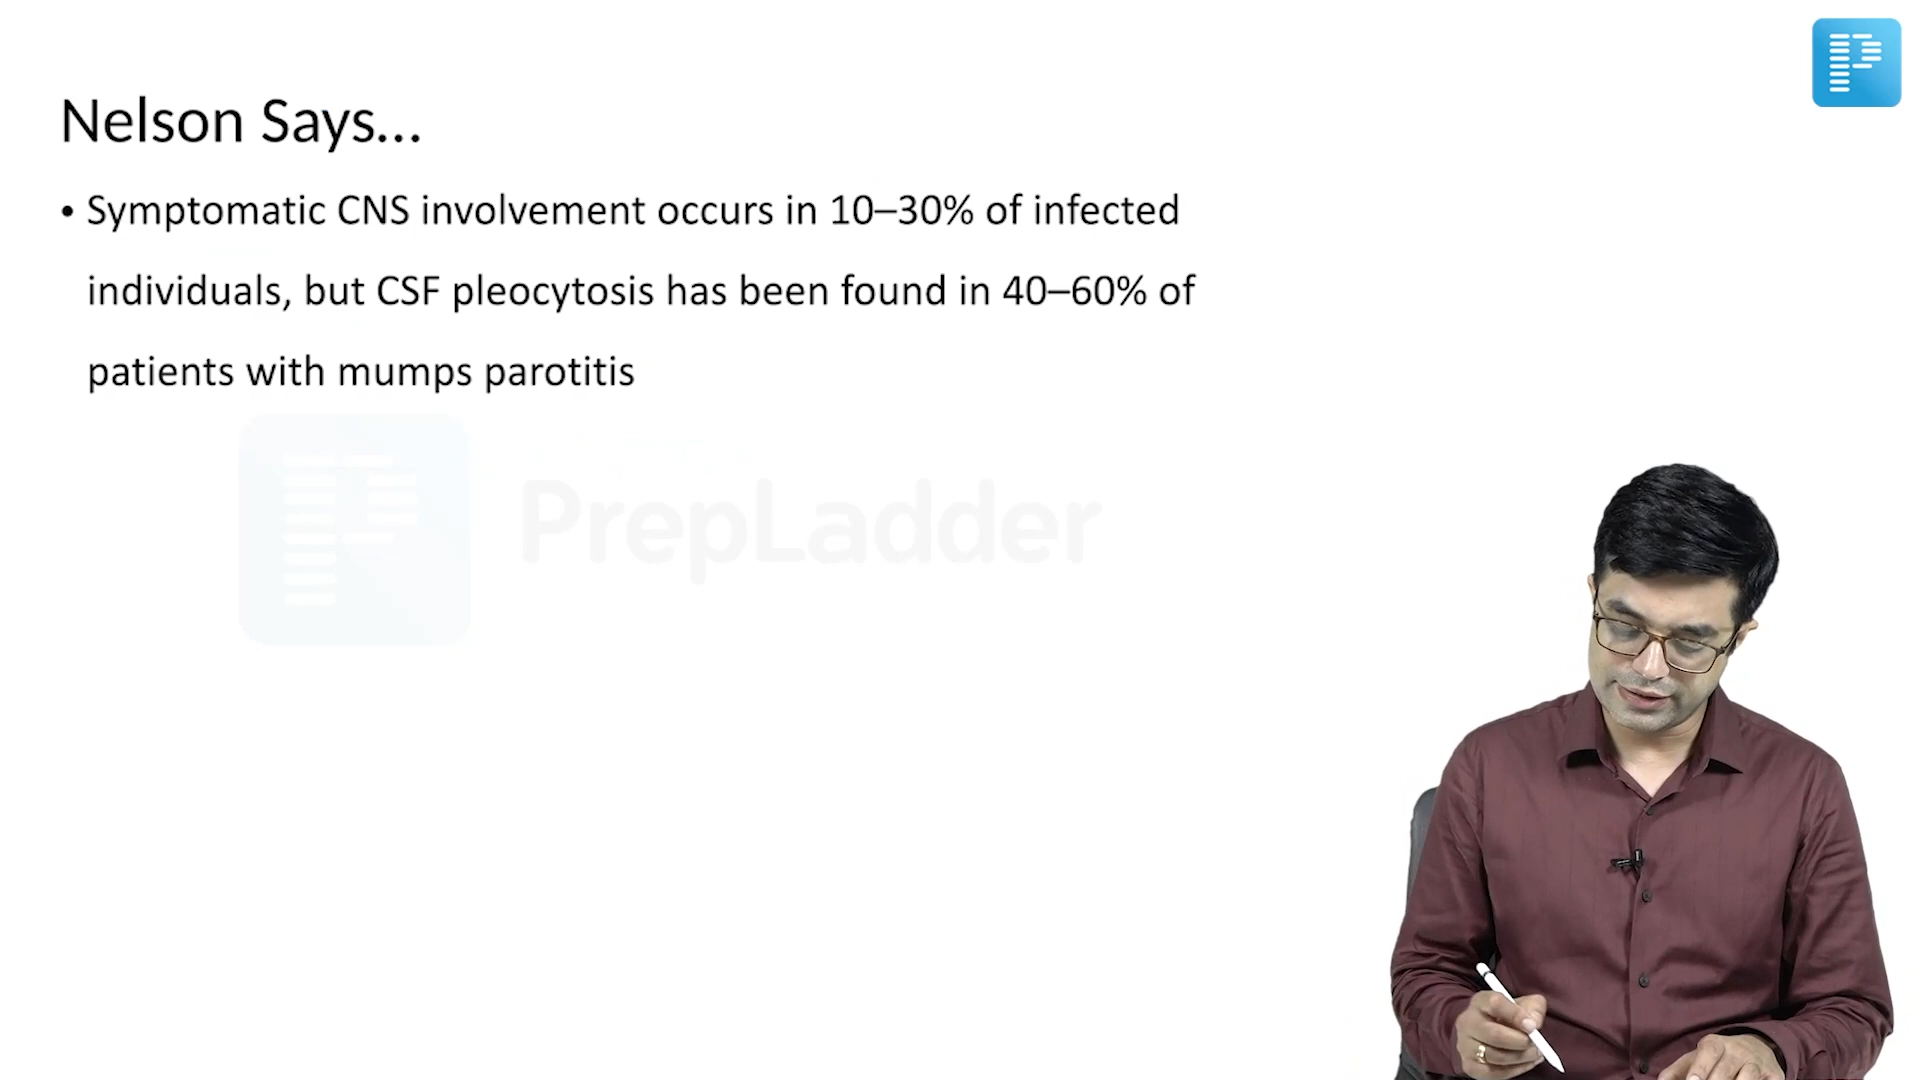 Nelson Says...
• Symptomatic CNS involvement occurs in 10–30% of infected
individuals, but CSF pleocytosis has been found in 40–60% of
patients with mumps parotitis
PrepLadder